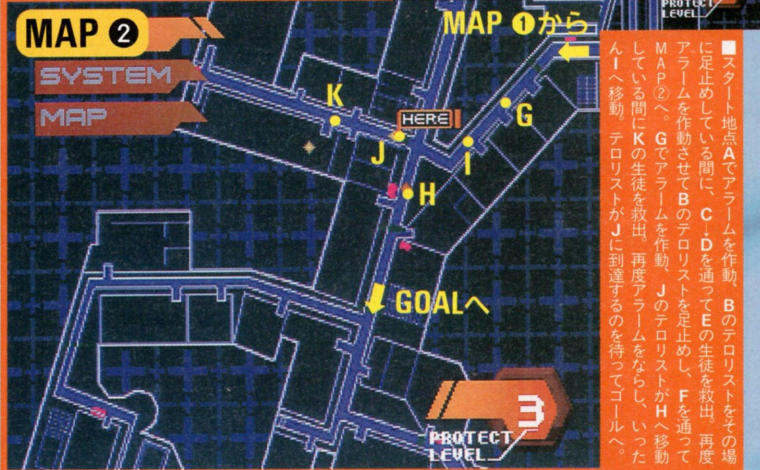 PROTECT
LEVEL
MAP ❷
MAP ❶から
SYSTEM
MAP
K
HERE
G
J
I
H
GOALへ
3
PROTECT
LEVEL
■スタート地点Aでアラームを作動、Bのテロリストをその場
に足止めしている間に、C→Dを通ってEの生徒を救出。再度
アラームを作動させてBのテロリストを足止めし、Fを通って
MAP②へ。Gでアラームを作動、JのテロリストがHへ移動
している間にKの生徒を救出。再度アラームをならし、いった
んIへ移動。テロリストがJに到達するのを待ってゴールへ。